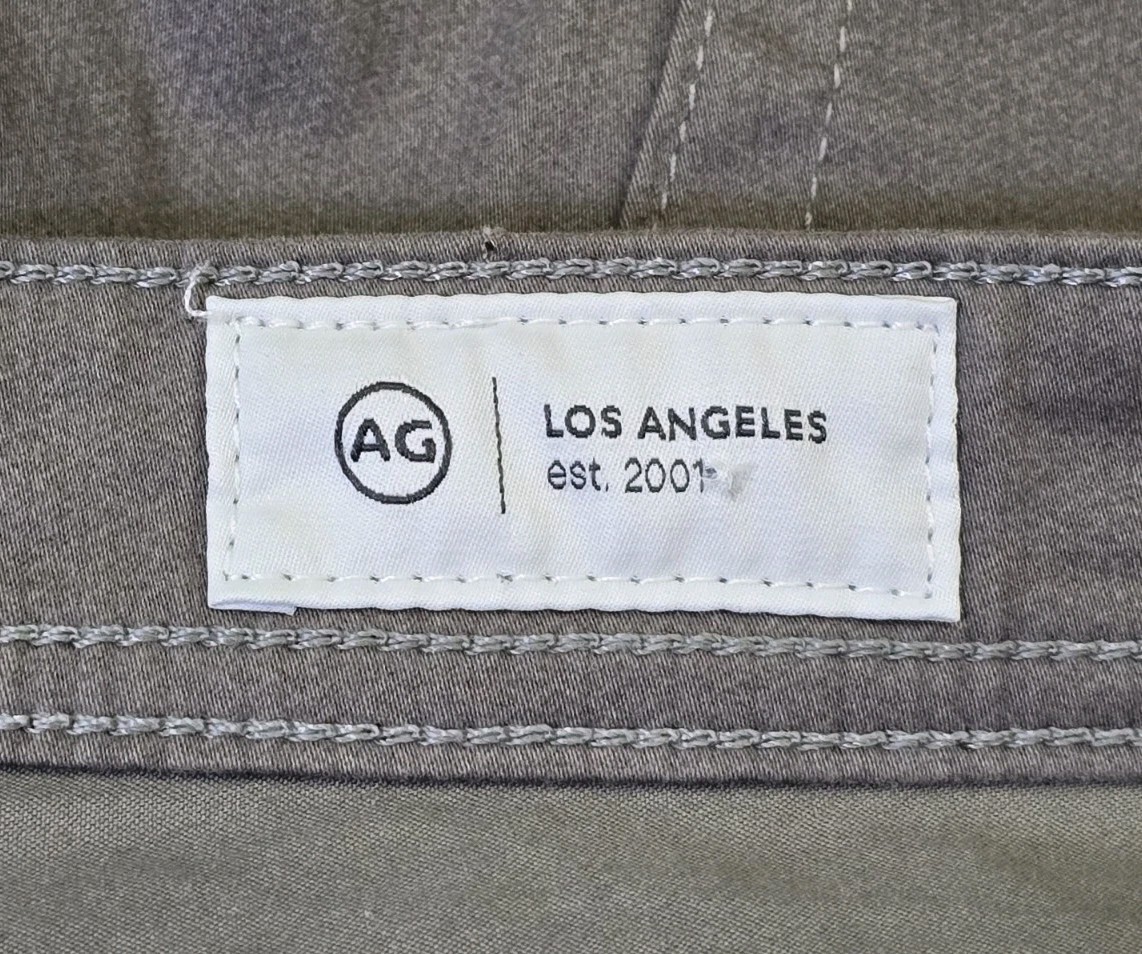 AG
LOS ANGELES
est. 2001